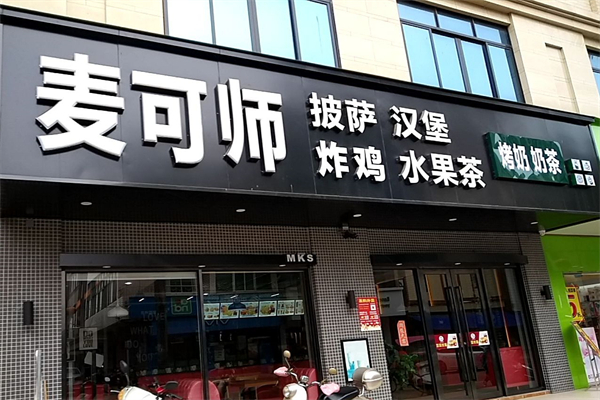 麦可师
披萨 汉堡
炸鸡 水果茶
烤奶 奶茶
MKS